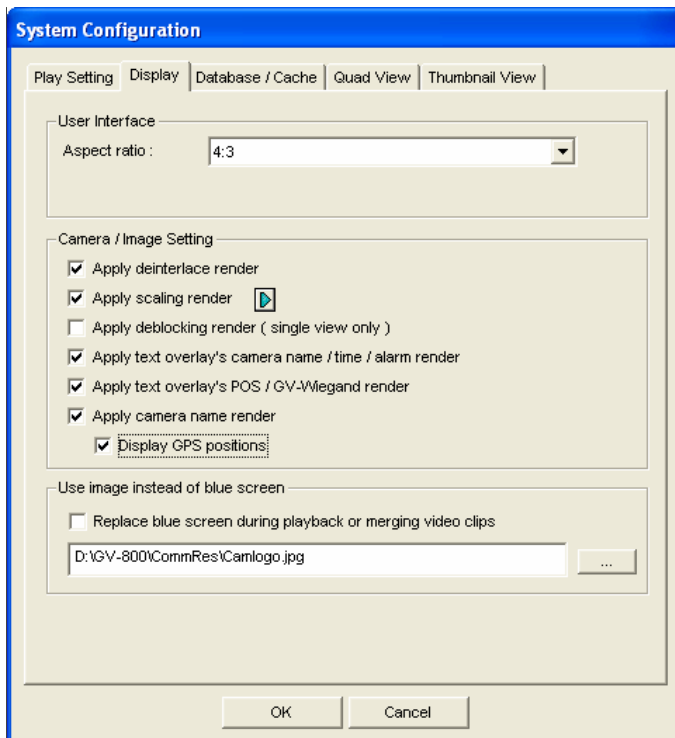 System Configuration
Play Setting Display Database / Cache Quad View Thumbnail View
User Interface
Aspect ratio : 4:3
Camera / Image Setting
Apply deinterlace render
Apply scaling render
Apply deblocking render ( single view only )
Apply text overlay's camera name / time / alarm render
Apply text overlay's POS / GV-Wiegand render
Apply camera name render
Display GPS positions
Use image instead of blue screen
Replace blue screen during playback or merging video clips
D:\GV-800\CommRes\Camlogo.jpg ...
OK Cancel